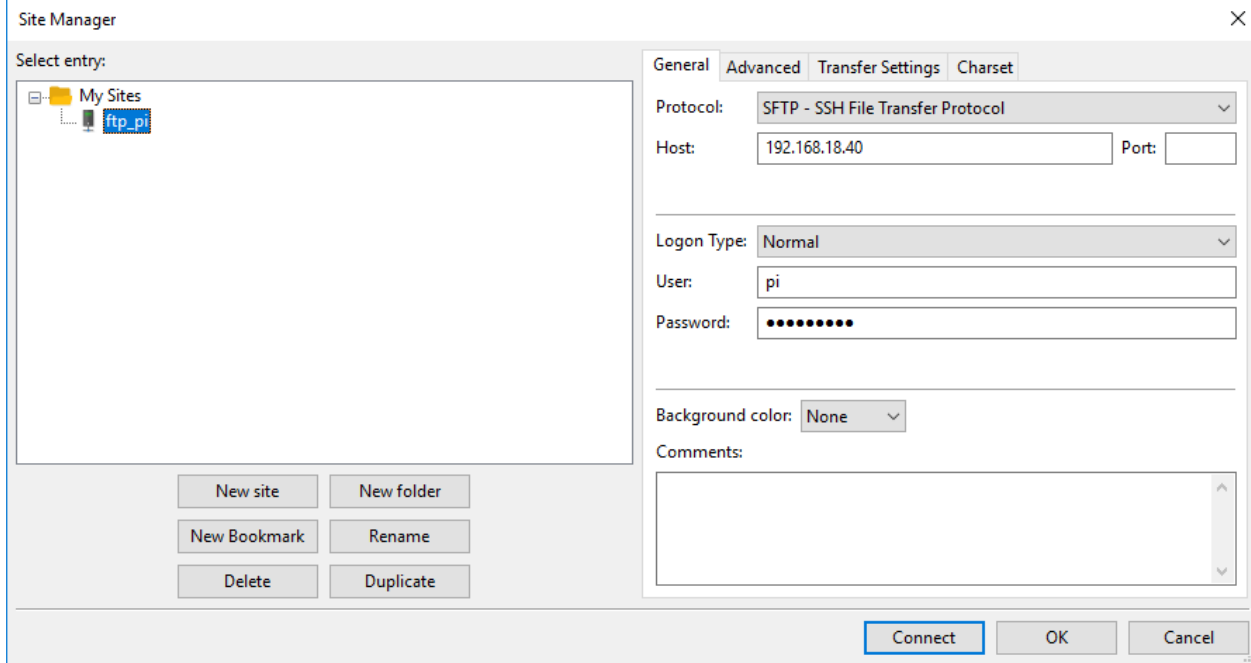 Site Manager
Select entry:
My Sites
ftp_pi
New site New folder
New Bookmark Rename
Delete Duplicate
General Advanced Transfer Settings Charset
Protocol: SFTP - SSH File Transfer Protocol
Host: 192.168.18.40 Port:
Logon Type: Normal
User: pi
Password: •••••••••
Background color: None
Comments:
Connect OK Cancel